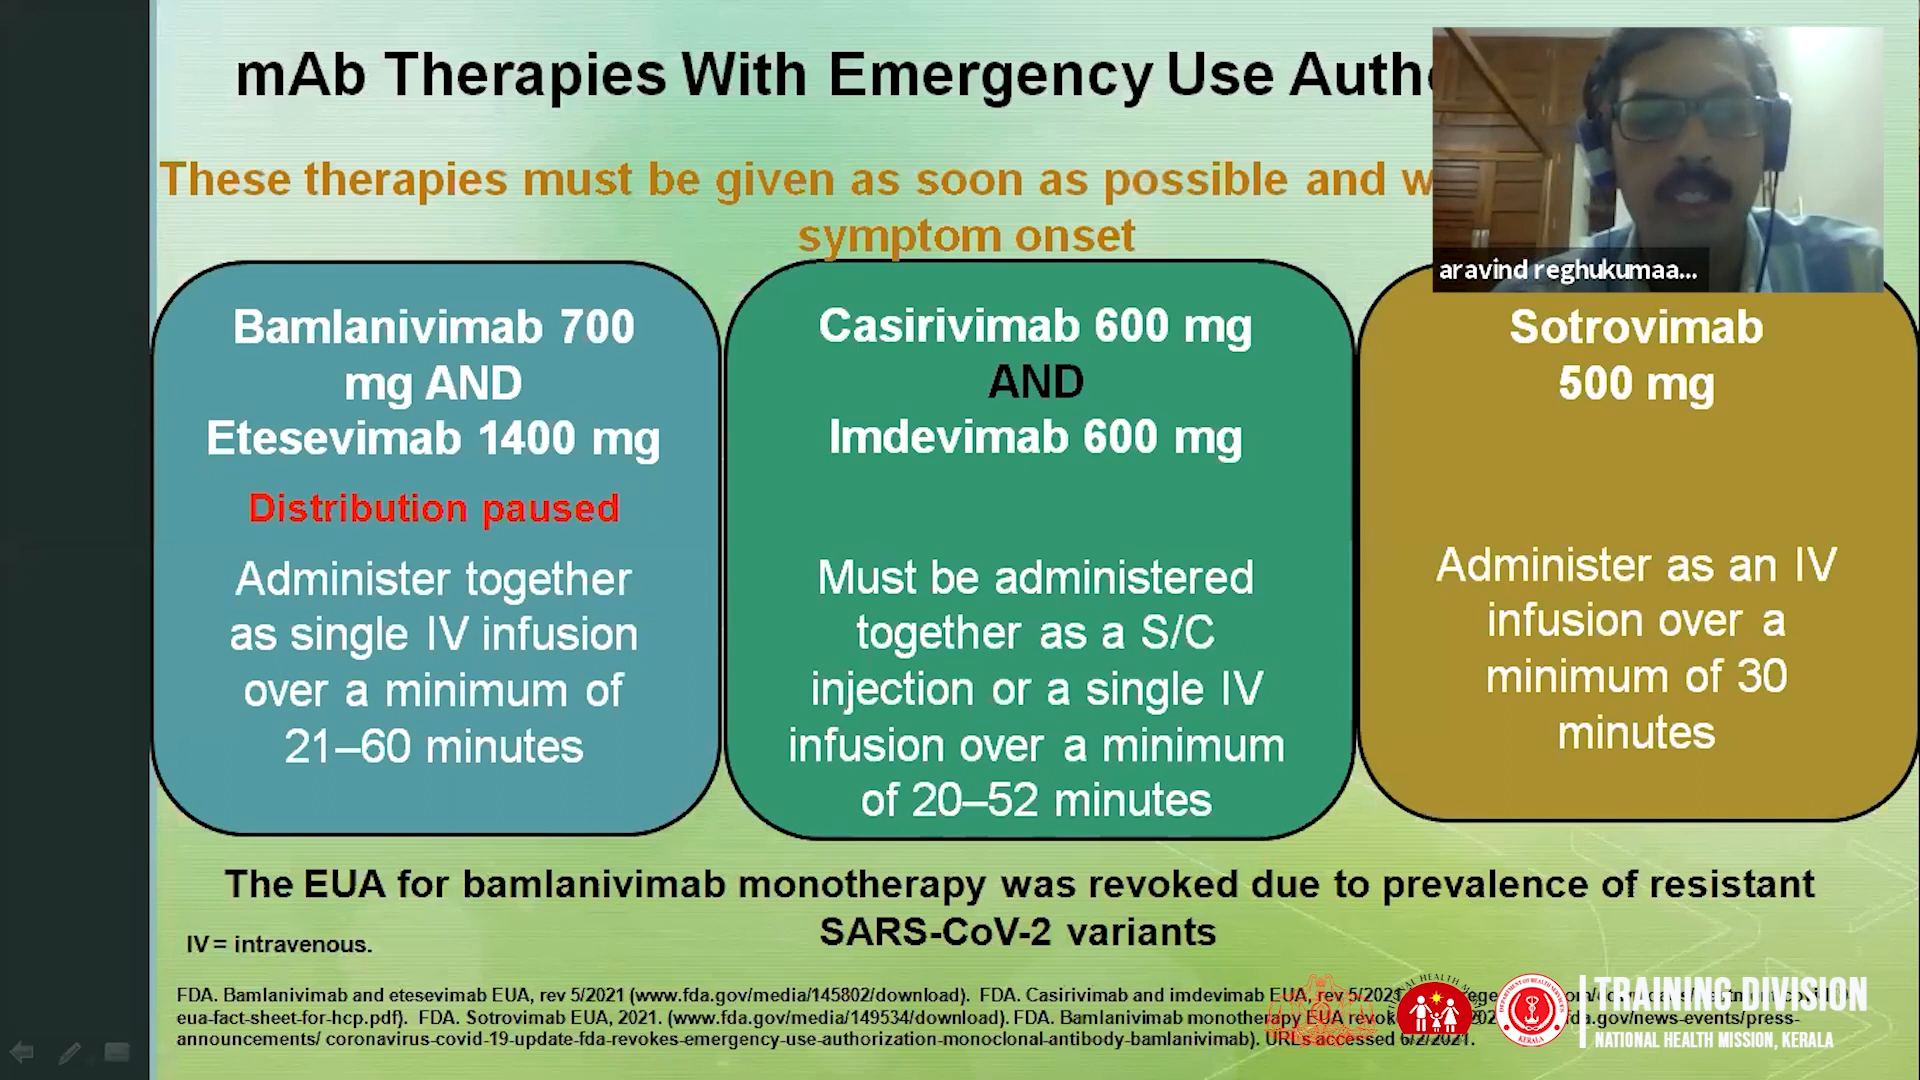 mAb Therapies With Emergency Use
These therapies must be given as soon as possible and
symptom onset
aravind reghukumaa...
Bamlanivimab 700
mg AND
Etesevimab 1400 mg
Distribution paused
Administer together
as single IV infusion
over a minimum of
21–60 minutes
Casirivimab 600 mg
AND
Imdevimab 600 mg
Must be administered
together as a S/C
injection or a single IV
infusion over a minimum
of 20–52 minutes
Sotrovimab
500 mg
Administer as an IV
infusion over a
minimum of 30
minutes
The EUA for bamlanivimab monotherapy was revoked due to prevalence of resistant
SARS-CoV-2 variants
IV = intravenous.
FDA. Bamlanivimab and etesevimab EUA, rev 5/2021 (www.fda.gov/media/145802/download). FDA. Casirivimab and imdevimab EUA, rev 5/2021
eua-fact-sheet-for-hcp.pdf). FDA. Sotrovimab EUA, 2021. (www.fda.gov/media/149534/download). FDA. Bamlanivimab monotherapy EUA
announcements/ coronavirus-covid-19-update-fda-revokes-emergency-use-authorization-monoclonal-antibody-bamlanivimab). URLs accessed 6/2/2021.
TRAINING DIVISION
NATIONAL HEALTH MISSION, KERALA